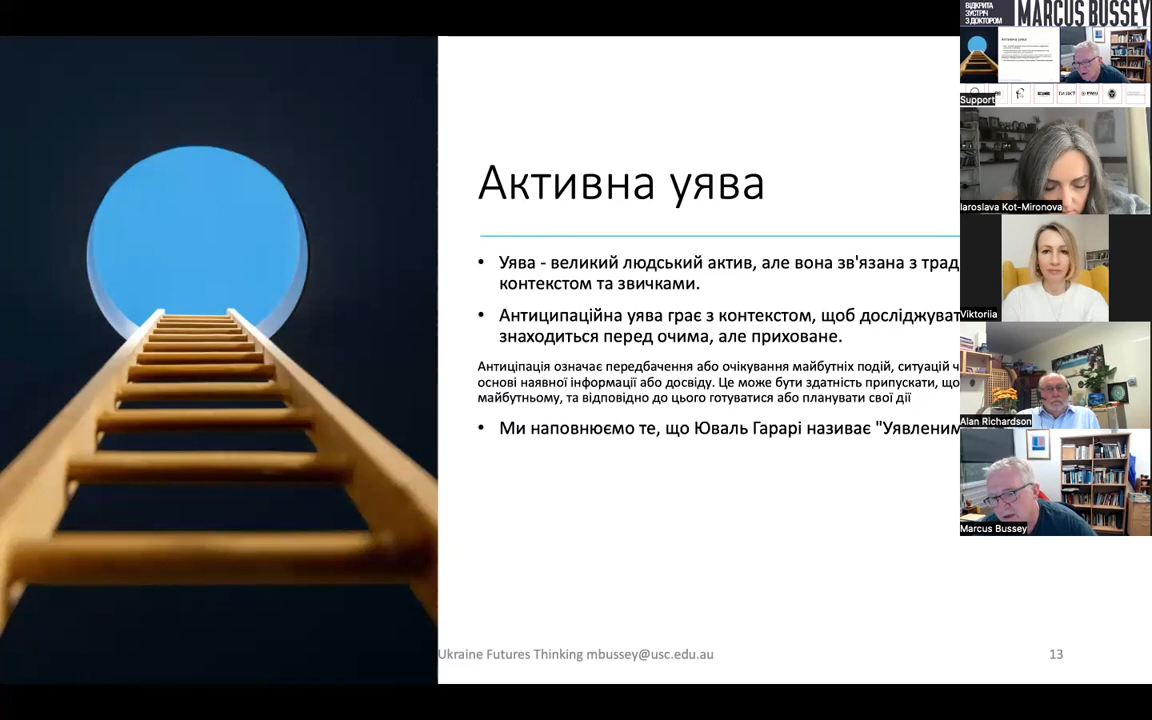 Активна уява
• Уява - великий людський актив, але вона зв'язана з трад
контекстом та звичками.
• Антиципаційна уява грає з контекстом, щоб досліджуват
знаходиться перед очима, але приховане.
Антиціпація означає передбачення або очікування майбутніх подій, ситуацій ч
основі наявної інформації або досвіду. Це може бути здатність припускати, що
майбутньому, та відповідно до цього готуватися або планувати свої дії
• Ми наповнюємо те, що Юваль Гарарі називає "Уявленим
Ukraine Futures Thinking mbussey@usc.edu.au
13
ВІДКРИТА
ЗУСТРІЧ
З ДОКТОРОМ
MARCUS BUSSEY
Support
Iaroslava Kot-Mironova
Viktoriia
Alan Richardson
Marcus Bussey